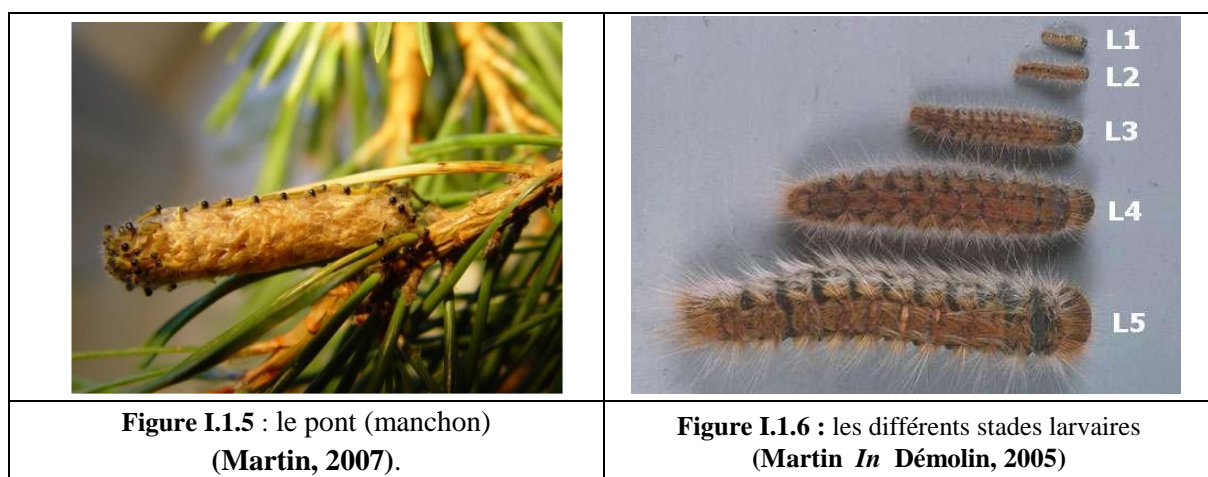 L1
L2
L3
L4
L5
Figure I.1.5 : le pont (manchon)
(Martin, 2007).
Figure I.1.6 : les différents stades larvaires
(Martin In Démolin, 2005)